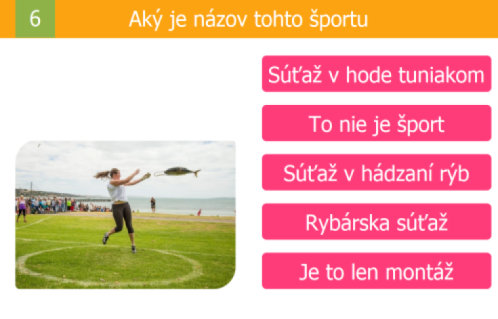 6
Aký je názov tohto športu
Súťaž v hode tuniakom
To nie je šport
Súťaž v hádzaní rýb
Rybárska súťaž
Je to len montáž